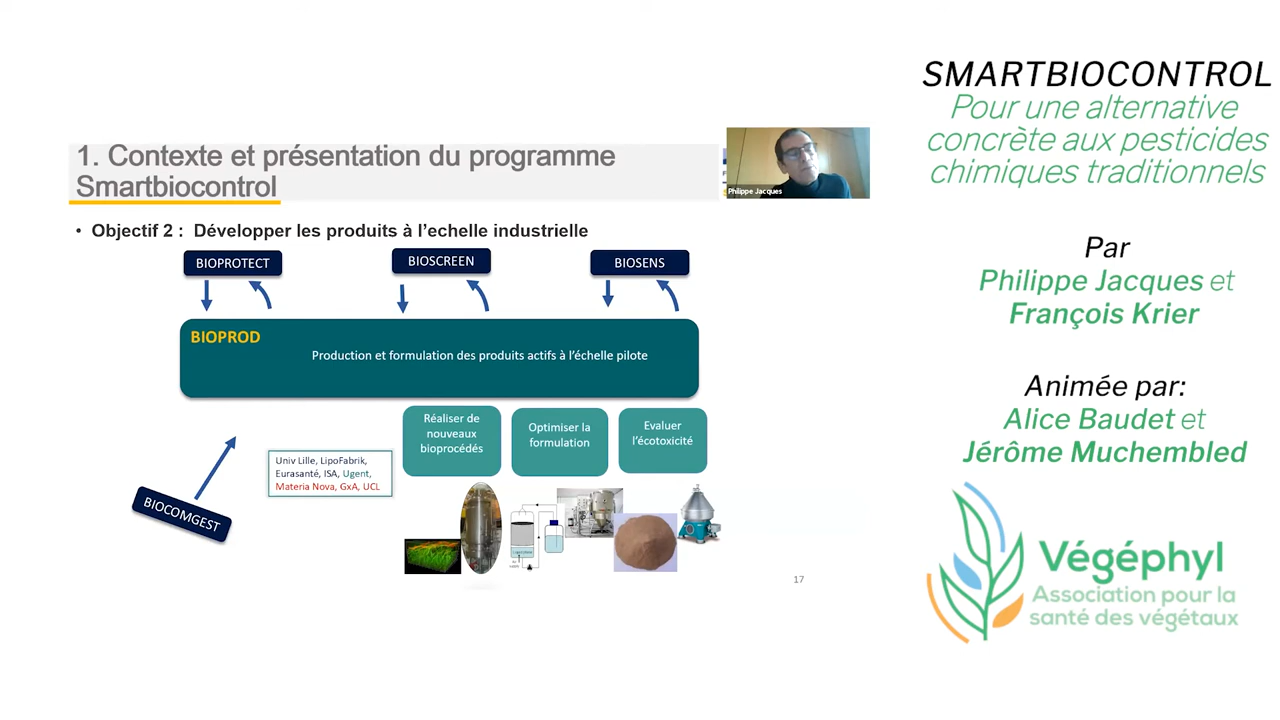 SMARTBIOCONTROL
Pour une alternative
concrète aux pesticides
chimiques traditionnels
Par
Philippe Jacques et
François Krier
Animée par:
Alice Baudet et
Jérôme Muchembled
Végéphyl
Association pour la
santé des végétaux
1. Contexte et présentation du programme
Smartbiocontrol
Philippe Jacques
• Objectif 2 : Développer les produits à l'echelle industrielle
BIOPROTECT
BIOSCREEN
BIOSENS
BIOPROD
Production et formulation des produits actifs à l'échelle pilote
Réaliser de
nouveaux
bioprocédés
Optimiser la
formulation
Evaluer
l'écotoxicité
Univ Lille, LipoFabrik,
Eurasanté, ISA, Ugent,
Materia Nova, GxA, UCL
BIOCOMGEST
17